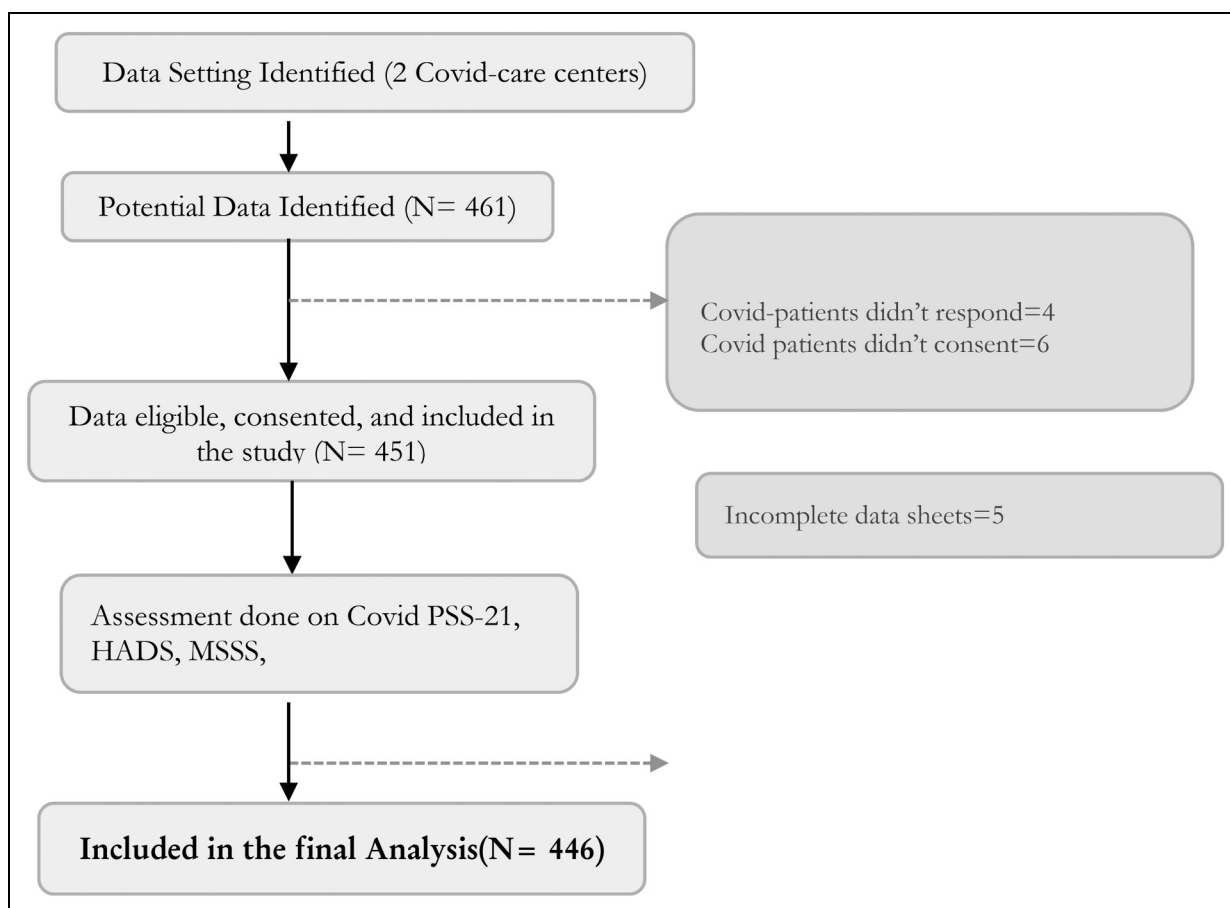 Data Setting Identified (2 Covid-care centers)
Potential Data Identified (N= 461)
Covid-patients didn’t respond=4
Covid patients didn’t consent=6
Data eligible, consented, and included in
the study (N= 451)
Incomplete data sheets=5
Assessment done on Covid PSS-21,
HADS, MSSS,
Included in the final Analysis(N= 446)